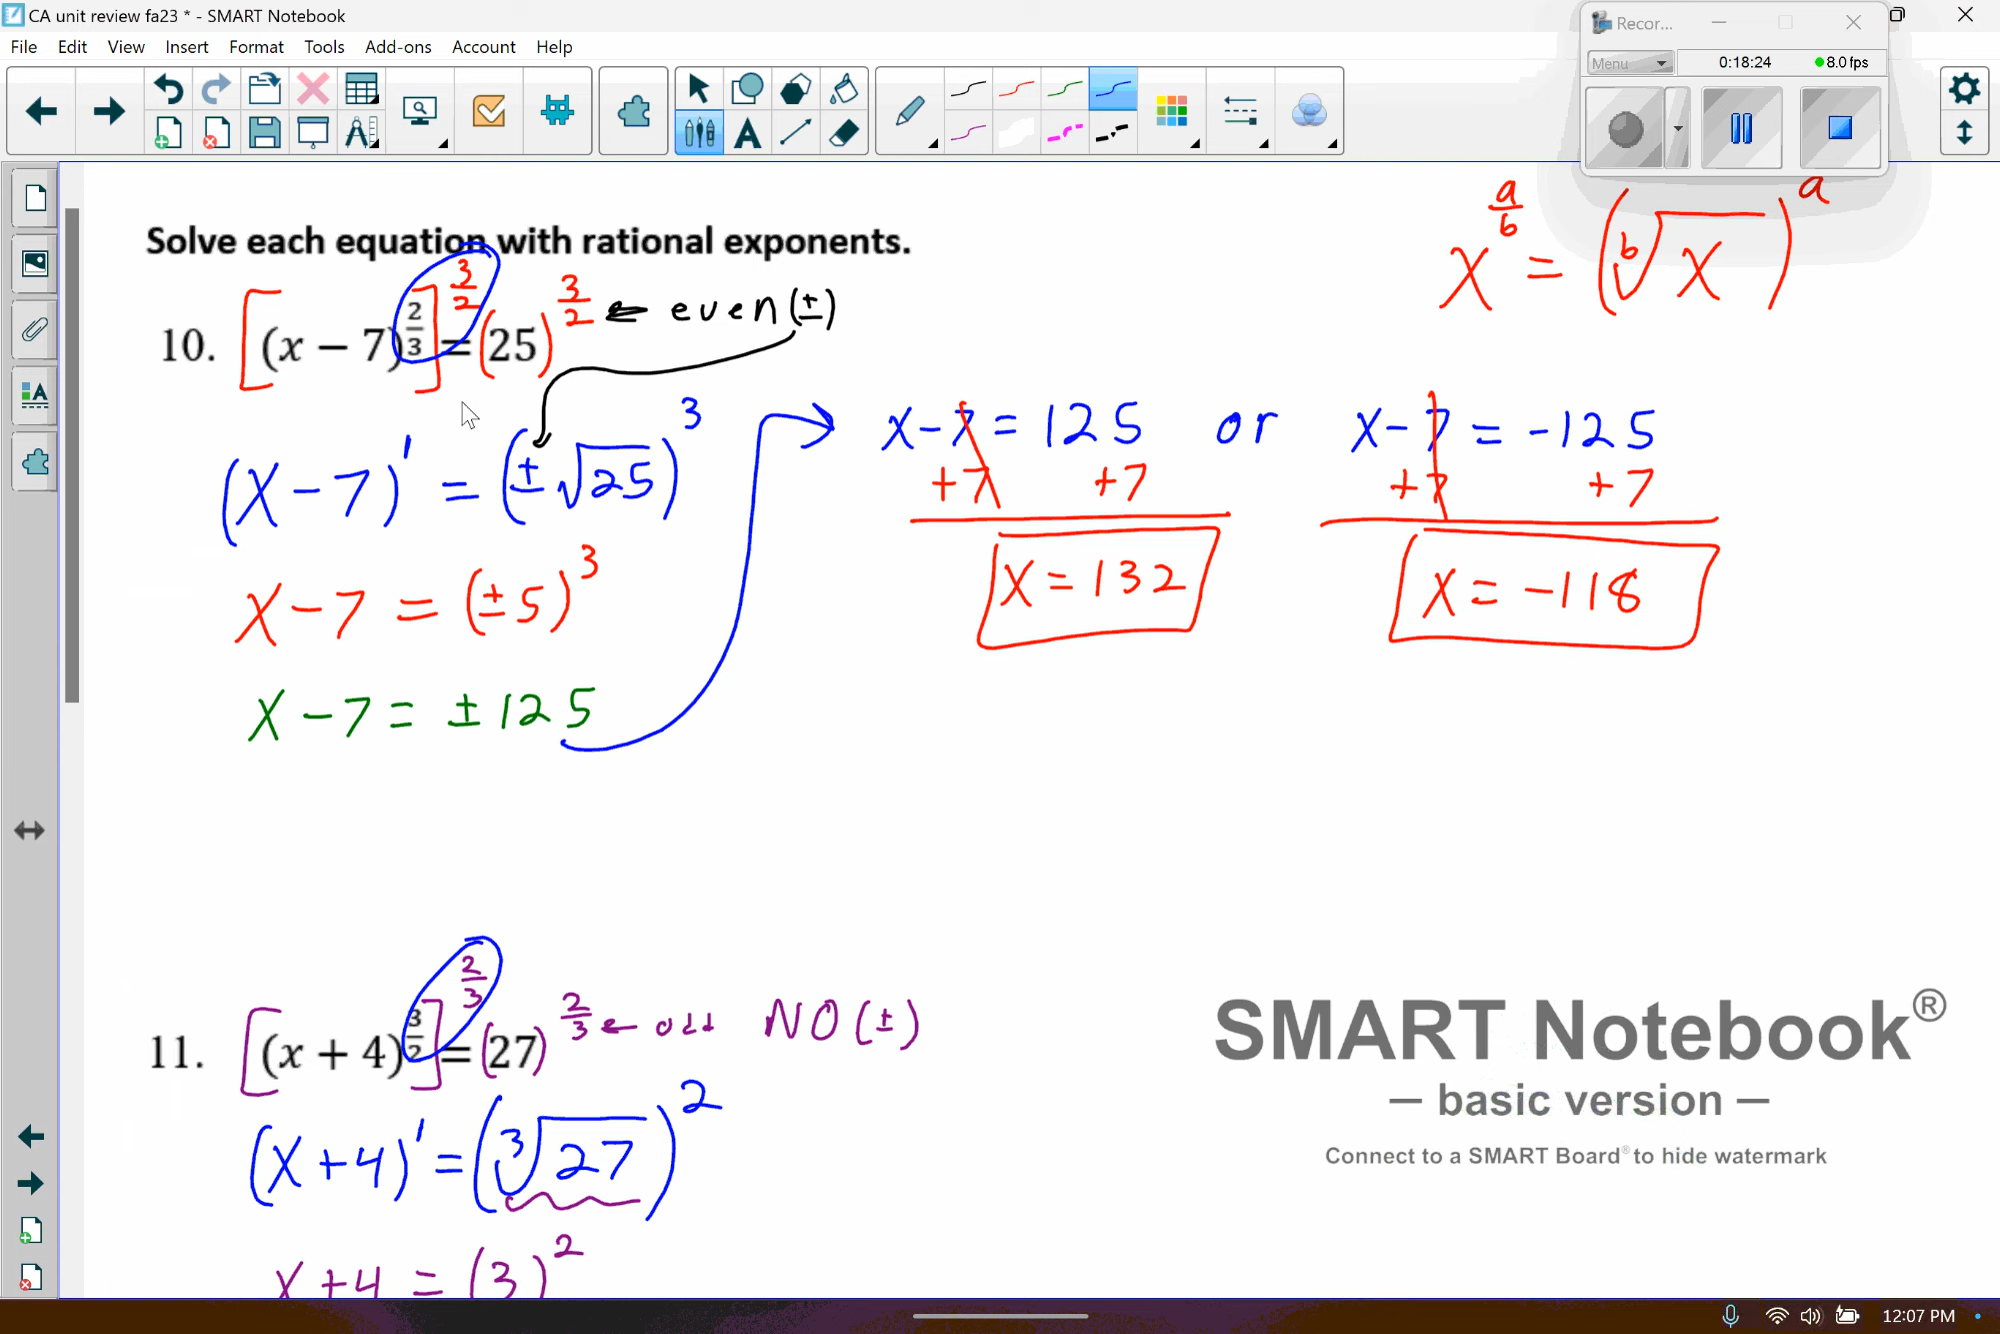 CA unit review fa23 * - SMART Notebook
File Edit View Insert Format Tools Add-ons Account Help
Recor...
Menu 0:18:24 8.0 fps
x^(a/b) = (ᵇ√x)^a
Solve each equation with rational exponents.
10. [(x − 7)^(2/3)]^(3/2) = (25)^(3/2) ← even (±)
(x − 7)^1 = (±√25)^3
x − 7 = (±5)^3
x − 7 = ±125
x − 7 = 125 or x − 7 = −125
+7 +7 +7 +7
x = 132 x = −118
11. [(x + 4)^(3/2)]^(2/3) = (27)^(2/3) ← odd NO (±)
(x + 4)^1 = (³√27)^2
x + 4 = (3)^2
SMART Notebook®
— basic version —
Connect to a SMART Board® to hide watermark
12:07 PM